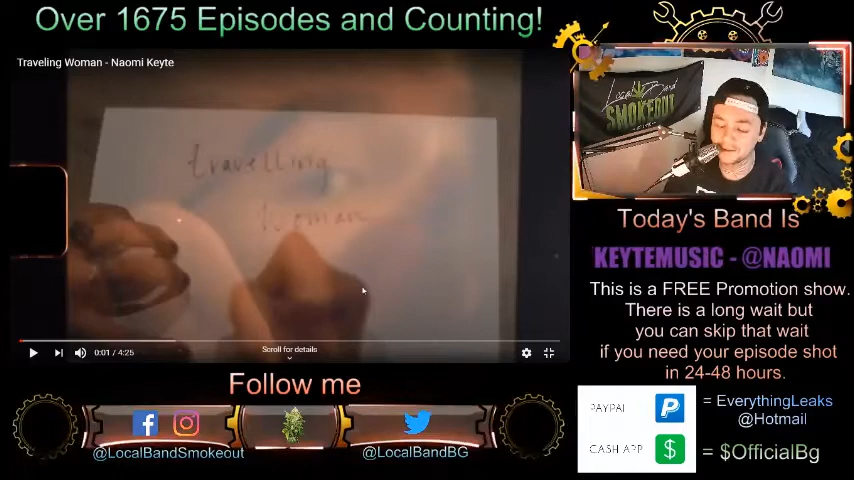 Over 1675 Episodes and Counting!
Traveling Woman - Naomi Keyte
travelling
woman
0:01 / 4:25
Scroll for details
Local Band
SMOKEOUT
Today's Band Is
KEYTEMUSIC - @NAOMI
This is a FREE Promotion show.
There is a long wait but
you can skip that wait
if you need your episode shot
in 24-48 hours.
Follow me
@LocalBandSmokeout
@LocalBandBG
PAYPAL
= EverythingLeaks
@Hotmail
CASH APP
$
= $OfficialBg